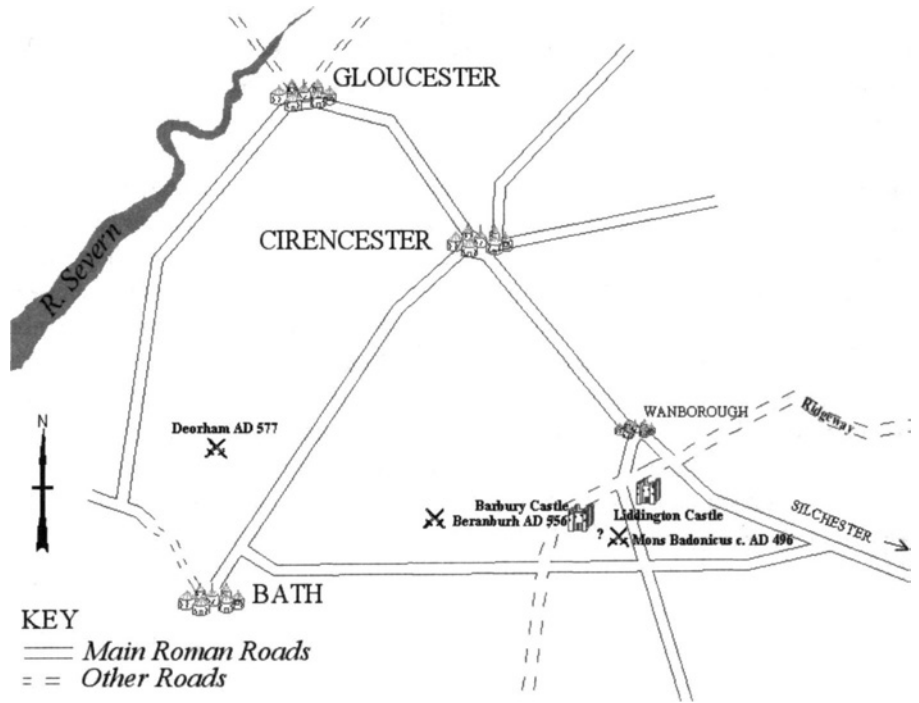 GLOUCESTER
CIRENCESTER
R. Severn
N
Deorham AD 577
WANBOROUGH
Ridgeway
Barbury Castle
Beranburh AD 556
Liddington Castle
? Mons Badonicus c. AD 496
SILCHESTER
BATH
KEY
Main Roman Roads
Other Roads